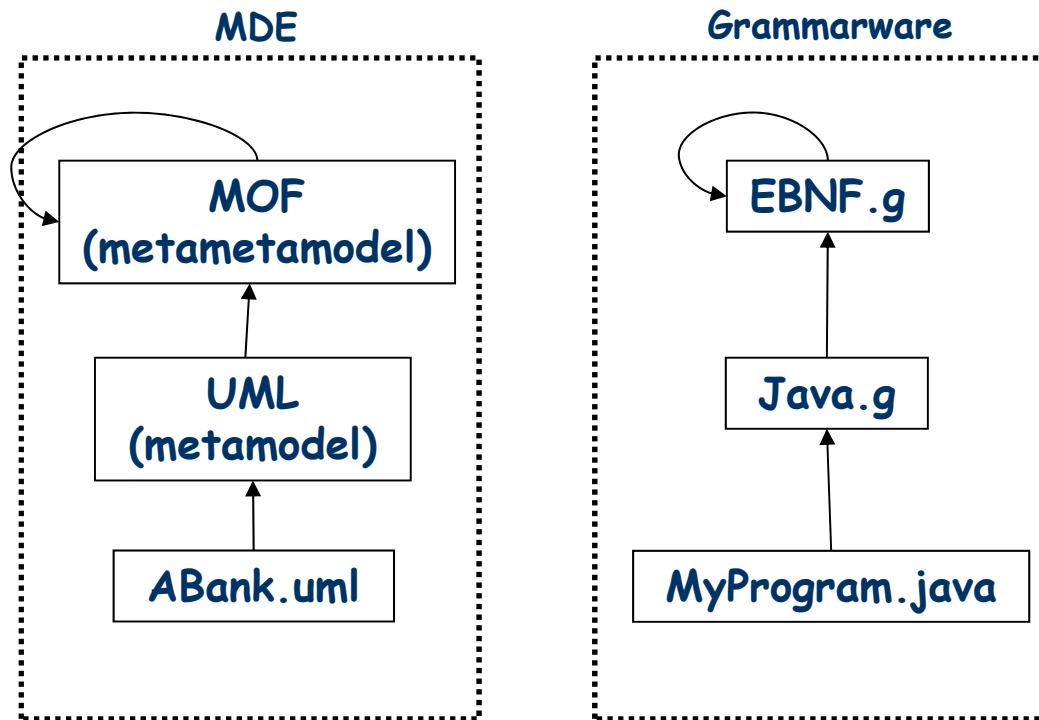 MDE
MOF
(metametamodel)
UML
(metamodel)
ABank.uml
Grammarware
EBNF.g
Java.g
MyProgram.java